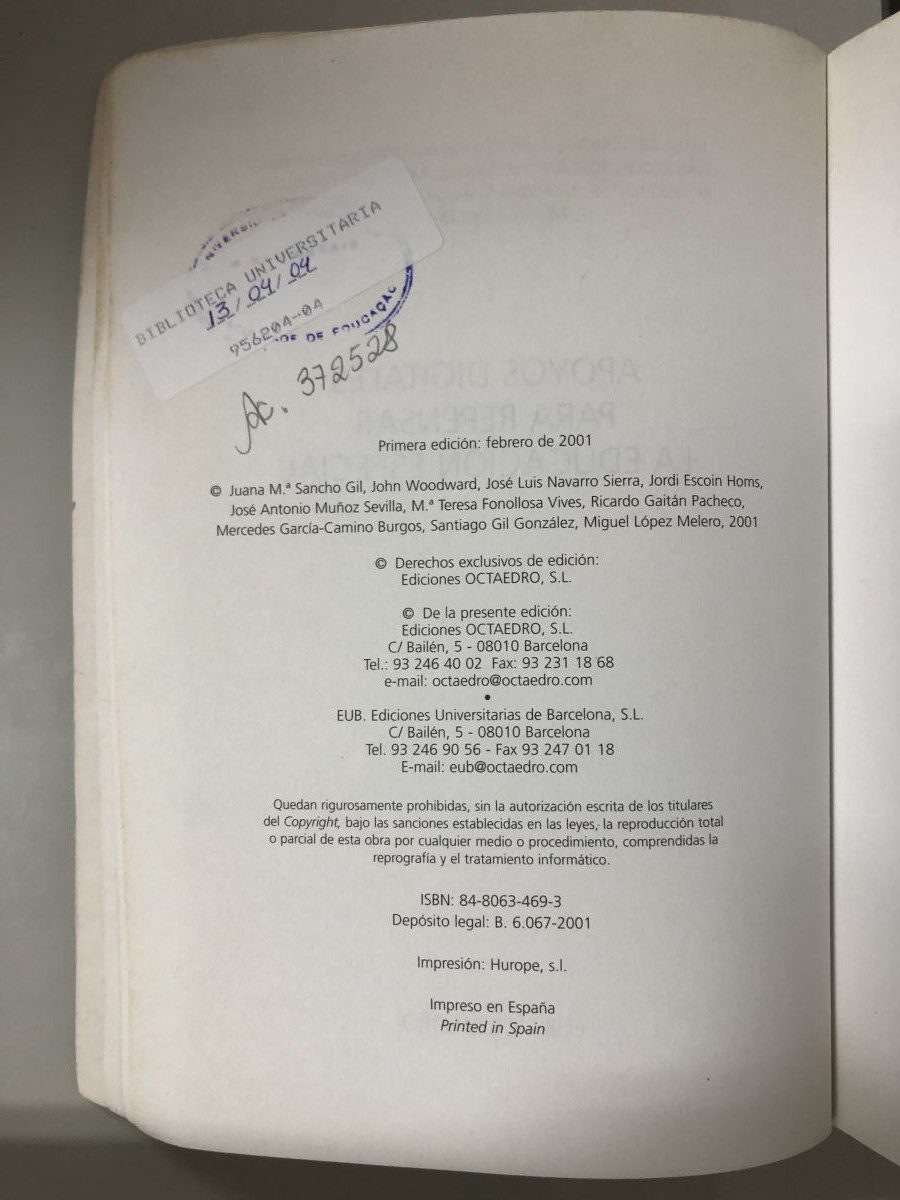 BIBLIOTECA UNIVERSITARIA
13/04/04
956204-04
DE EDUCAÇÃO
Ac. 372528
Primera edición: febrero de 2001
© Juana M.ª Sancho Gil, John Woodward, José Luis Navarro Sierra, Jordi Escoin Homs,
José Antonio Muñoz Sevilla, M.ª Teresa Fonollosa Vives, Ricardo Gaitán Pacheco,
Mercedes García-Camino Burgos, Santiago Gil González, Miguel López Melero, 2001
© Derechos exclusivos de edición:
Ediciones OCTAEDRO, S.L.
© De la presente edición:
Ediciones OCTAEDRO, S.L.
C/ Bailén, 5 - 08010 Barcelona
Tel.: 93 246 40 02 Fax: 93 231 18 68
e-mail: octaedro@octaedro.com
•
EUB. Ediciones Universitarias de Barcelona, S.L.
C/ Bailén, 5 - 08010 Barcelona
Tel. 93 246 90 56 - Fax 93 247 01 18
E-mail: eub@octaedro.com
Quedan rigurosamente prohibidas, sin la autorización escrita de los titulares
del Copyright, bajo las sanciones establecidas en las leyes, la reproducción total
o parcial de esta obra por cualquier medio o procedimiento, comprendidas la
reprografía y el tratamiento informático.
ISBN: 84-8063-469-3
Depósito legal: B. 6.067-2001
Impresión: Hurope, s.l.
Impreso en España
Printed in Spain